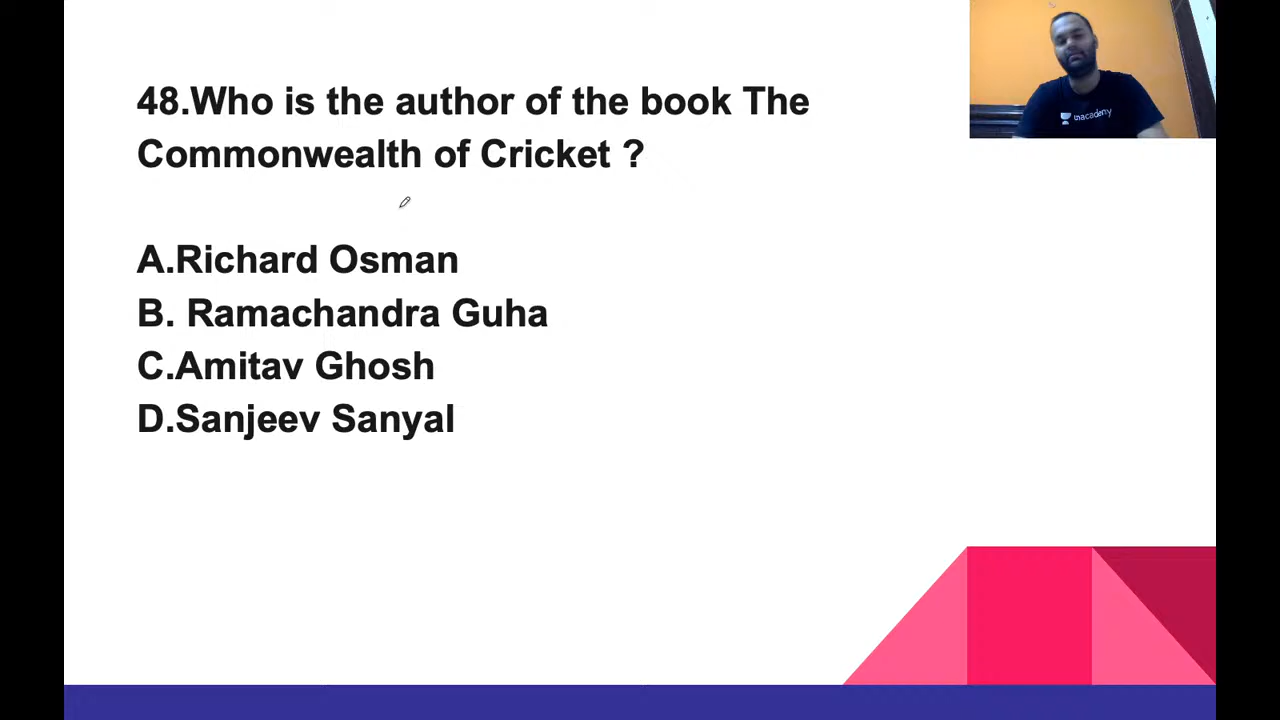 48.Who is the author of the book The
Commonwealth of Cricket ?
A.Richard Osman
B. Ramachandra Guha
C.Amitav Ghosh
D.Sanjeev Sanyal
unacademy